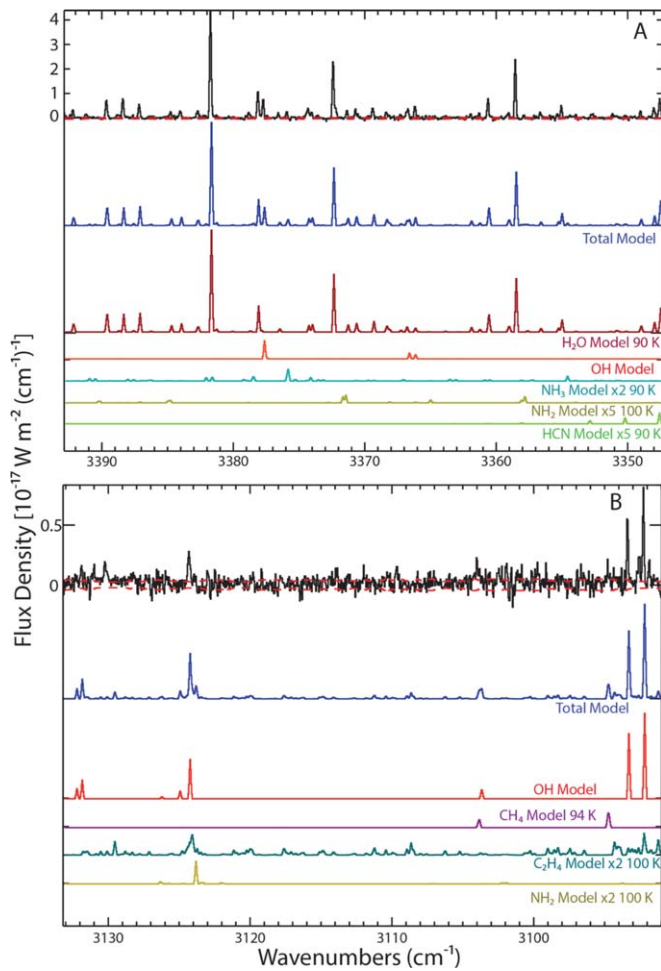 A
4
3
2
1
0
Total Model
H₂O Model 90 K
OH Model
NH₃ Model x2 90 K
NH₂ Model x5 100 K
HCN Model x5 90 K
3390 3380 3370 3360 3350
Flux Density [10⁻¹⁷ W m⁻² (cm⁻¹)⁻¹]
B
0.5
0
Total Model
OH Model
CH₄ Model 94 K
C₂H₄ Model x2 100 K
NH₂ Model x2 100 K
3130 3120 3110 3100
Wavenumbers (cm⁻¹)